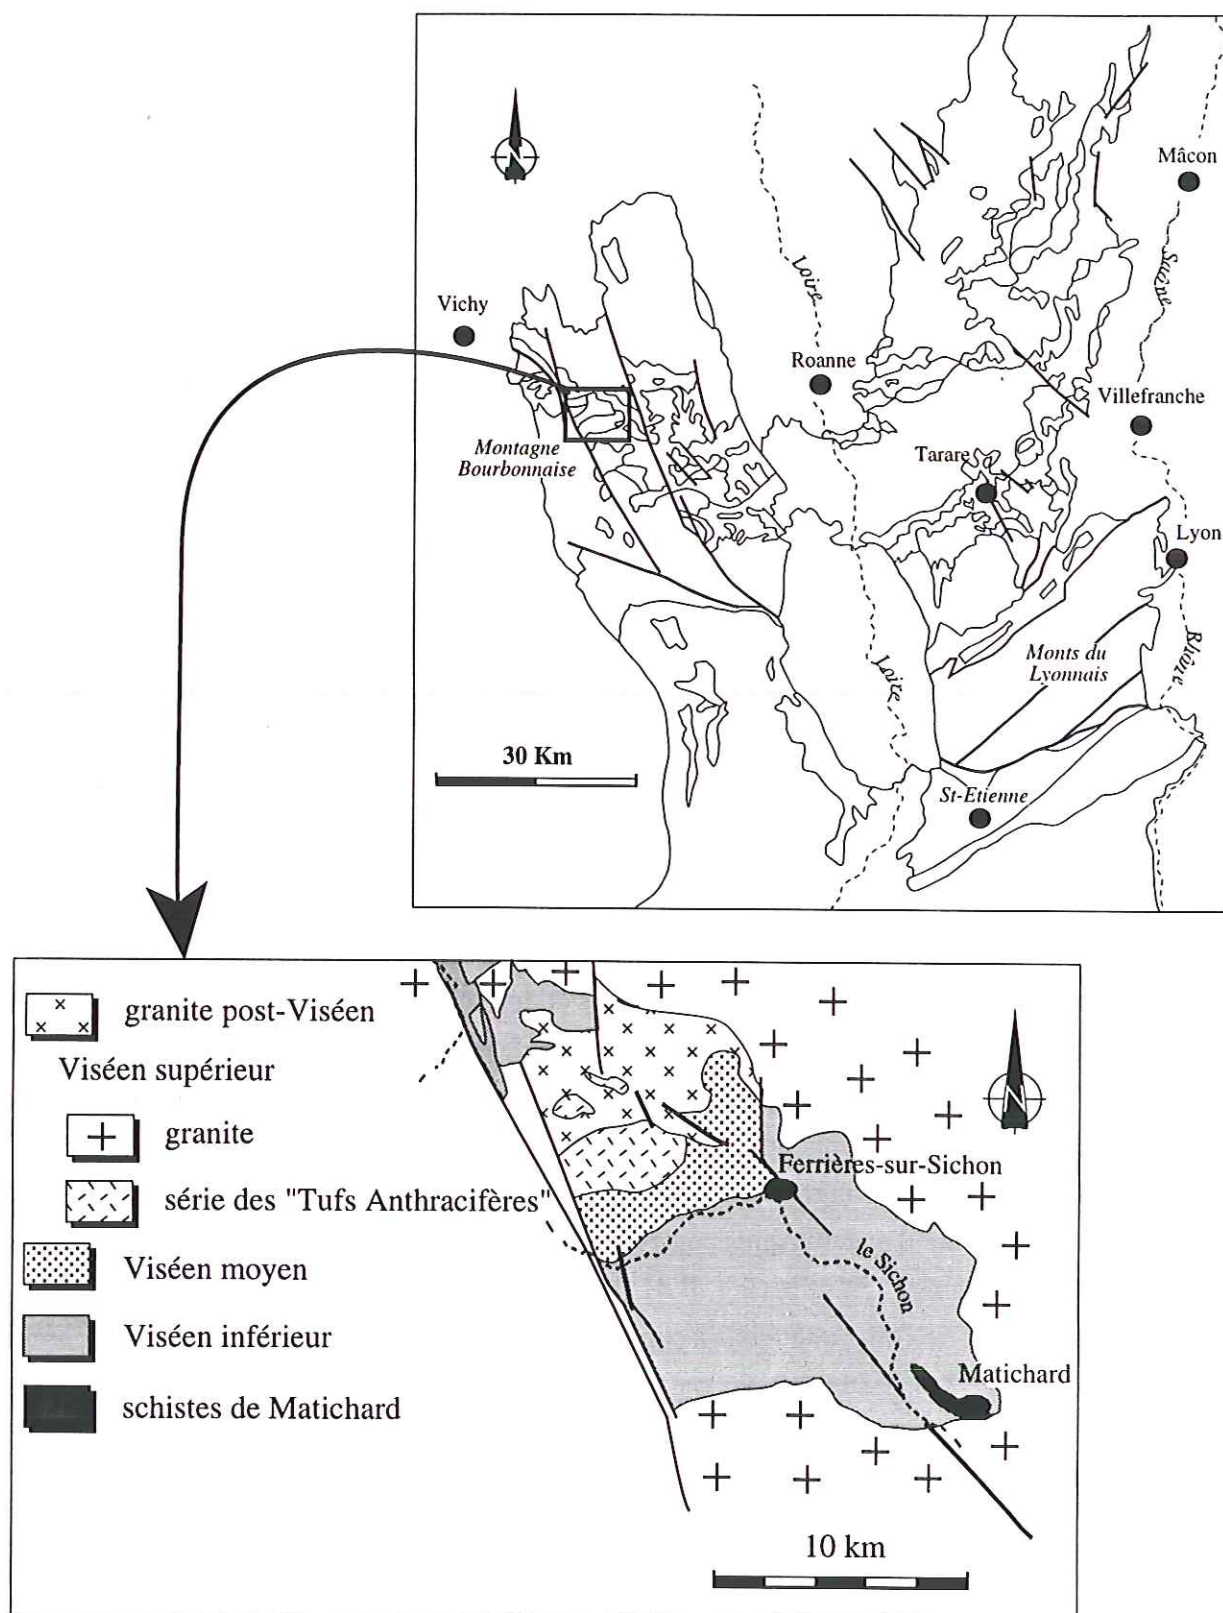 N
Mâcon
Saône
Loire
Vichy
Roanne
Villefranche
Montagne
Bourbonnaise
Tarare
Lyon
Monts du
Lyonnais
Rhône
Loire
30 Km
St-Etienne
granite post-Viséen
Viséen supérieur
granite
série des "Tufs Anthracifères"
Viséen moyen
Viséen inférieur
schistes de Matichard
N
Ferrières-sur-Sichon
le Sichon
Matichard
10 km